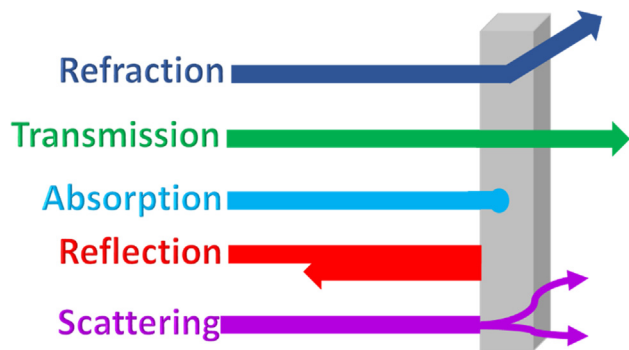 Refraction
Transmission
Absorption
Reflection
Scattering